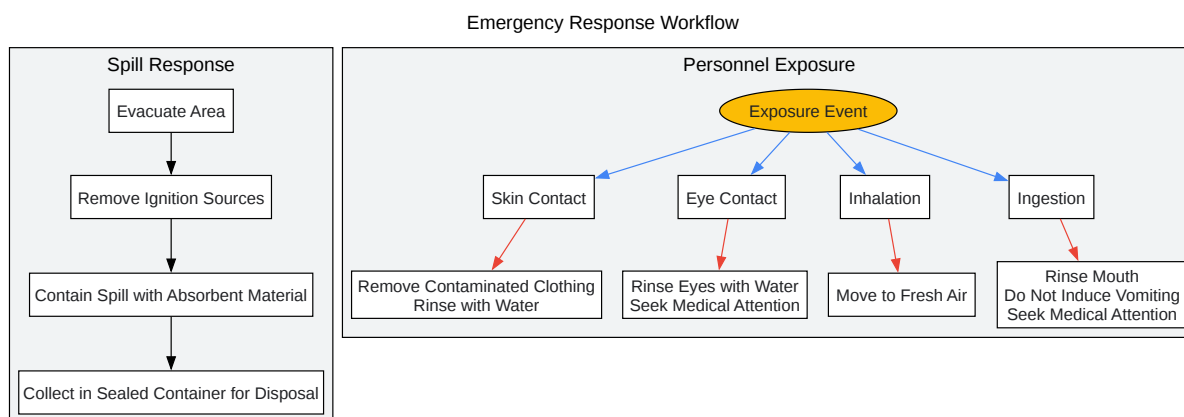 Emergency Response Workflow
Spill Response
Evacuate Area
Remove Ignition Sources
Contain Spill with Absorbent Material
Collect in Sealed Container for Disposal
Personnel Exposure
Exposure Event
Skin Contact
Eye Contact
Inhalation
Ingestion
Remove Contaminated Clothing
Rinse with Water
Rinse Eyes with Water
Seek Medical Attention
Move to Fresh Air
Rinse Mouth
Do Not Induce Vomiting
Seek Medical Attention